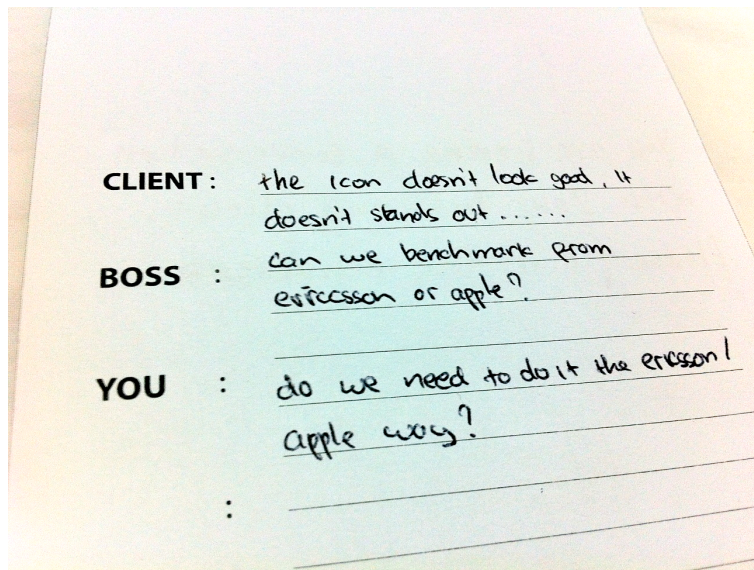 CLIENT : the icon doesn't look good, it
doesn't stands out ......
BOSS : can we benchmark from
ericcsson or apple?
YOU : do we need to do it the ericsson/
apple way?
: